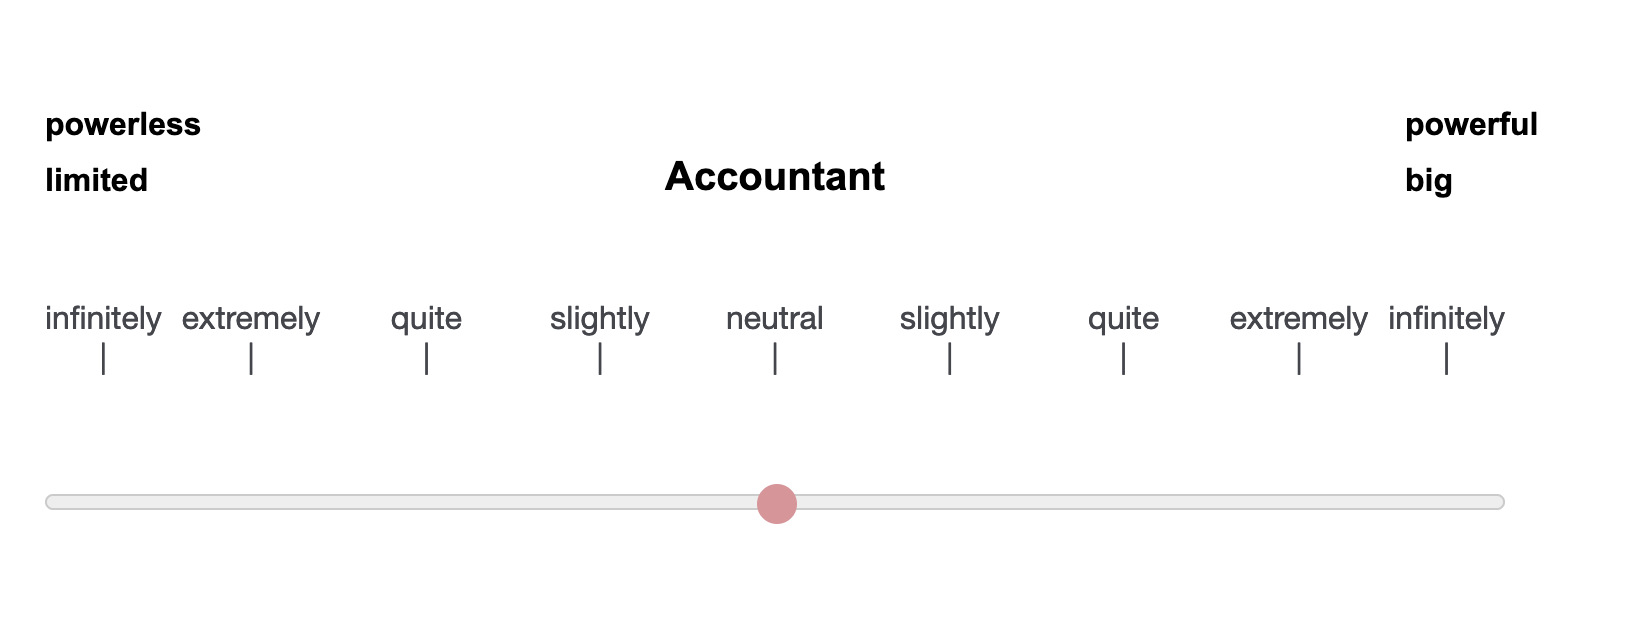 powerless
powerful
limited
Accountant
big
infinitely extremely quite slightly neutral slightly quite extremely infinitely